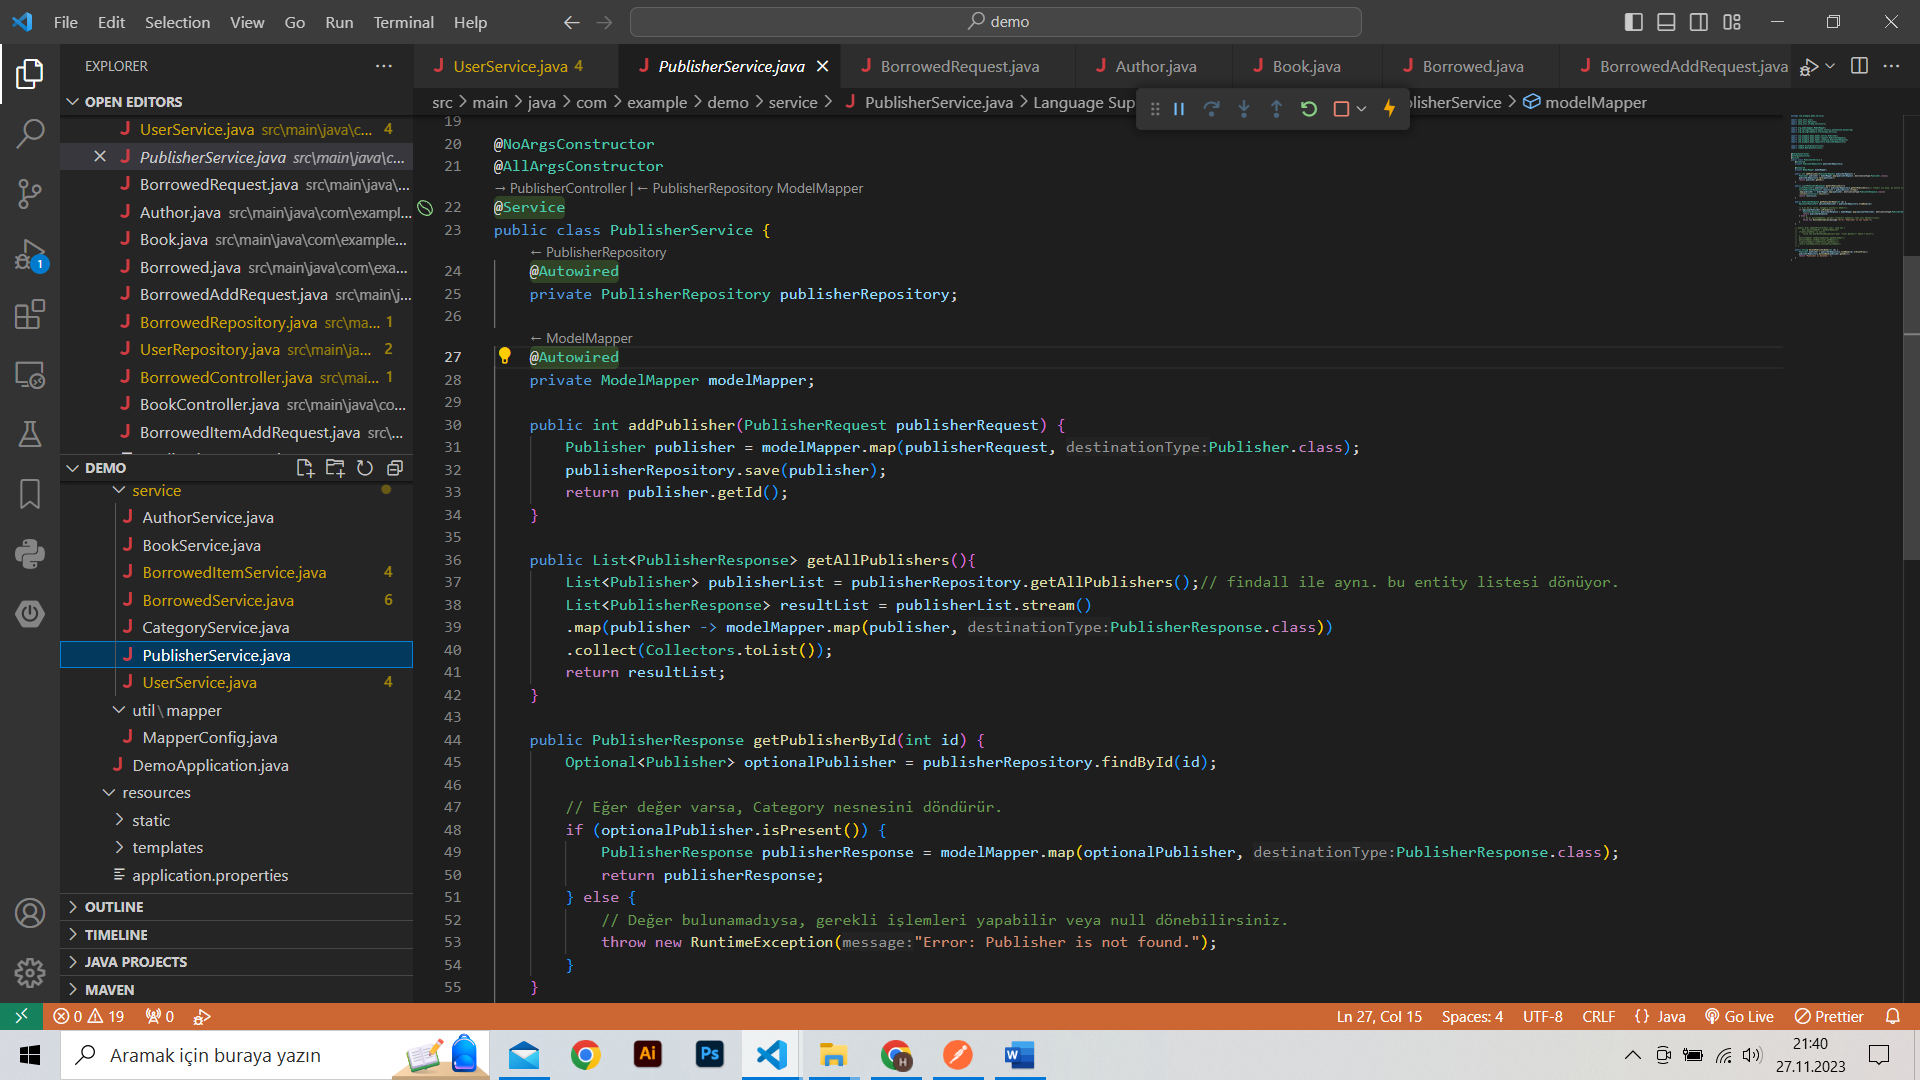 File Edit Selection View Go Run Terminal Help
demo
EXPLORER
OPEN EDITORS
UserService.java src\main\java\c... 4
PublisherService.java src\main\java\c...
BorrowedRequest.java src\main\java\...
Author.java src\main\java\com\exampl...
Book.java src\main\java\com\example...
Borrowed.java src\main\java\com\exa...
BorrowedAddRequest.java src\main\j...
BorrowedRepository.java src\ma... 1
UserRepository.java src\main\ja... 2
BorrowedController.java src\mai... 1
BookController.java src\main\java\co...
BorrowedItemAddRequest.java src\...
1
DEMO
service
AuthorService.java
BookService.java
BorrowedItemService.java 4
BorrowedService.java 6
CategoryService.java
PublisherService.java
UserService.java 4
util\mapper
MapperConfig.java
DemoApplication.java
resources
static
templates
application.properties
OUTLINE
TIMELINE
JAVA PROJECTS
MAVEN
UserService.java 4
PublisherService.java
BorrowedRequest.java
Author.java
Book.java
Borrowed.java
BorrowedAddRequest.java
src > main > java > com > example > demo > service > PublisherService.java > Language Sup
blisherService > modelMapper
19
20 @NoArgsConstructor
21 @AllArgsConstructor
→ PublisherController | ← PublisherRepository ModelMapper
22 @Service
23 public class PublisherService {
← PublisherRepository
24 @Autowired
25 private PublisherRepository publisherRepository;
26
← ModelMapper
27 @Autowired
28 private ModelMapper modelMapper;
29
30 public int addPublisher(PublisherRequest publisherRequest) {
31 Publisher publisher = modelMapper.map(publisherRequest, destinationType:Publisher.class);
32 publisherRepository.save(publisher);
33 return publisher.getId();
34 }
35
36 public List<PublisherResponse> getAllPublishers(){
37 List<Publisher> publisherList = publisherRepository.getAllPublishers();// findall ile aynı. bu entity listesi dönüyor.
38 List<PublisherResponse> resultList = publisherList.stream()
39 .map(publisher -> modelMapper.map(publisher, destinationType:PublisherResponse.class))
40 .collect(Collectors.toList());
41 return resultList;
42 }
43
44 public PublisherResponse getPublisherById(int id) {
45 Optional<Publisher> optionalPublisher = publisherRepository.findById(id);
46
47 // Eğer değer varsa, Category nesnesini döndürür.
48 if (optionalPublisher.isPresent()) {
49 PublisherResponse publisherResponse = modelMapper.map(optionalPublisher, destinationType:PublisherResponse.class);
50 return publisherResponse;
51 } else {
52 // Değer bulunamadıysa, gerekli işlemleri yapabilir veya null dönebilirsiniz.
53 throw new RuntimeException(message:"Error: Publisher is not found.");
54 }
55 }
0 19 0
Ln 27, Col 15 Spaces: 4 UTF-8 CRLF {} Java Go Live Prettier
Aramak için buraya yazın
Ai
Ps
H
W
21:40
27.11.2023